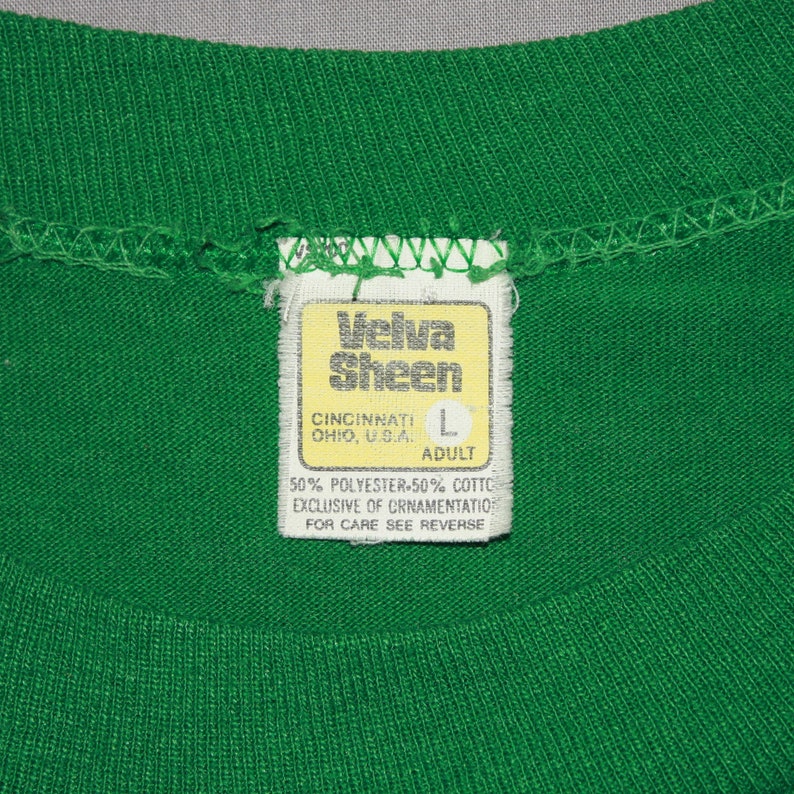 Velva
Sheen
CINCINNATI
OHIO, U.S.A.
L
ADULT
50% POLYESTER•50% COTTO
EXCLUSIVE OF ORNAMENTATIO
FOR CARE SEE REVERSE